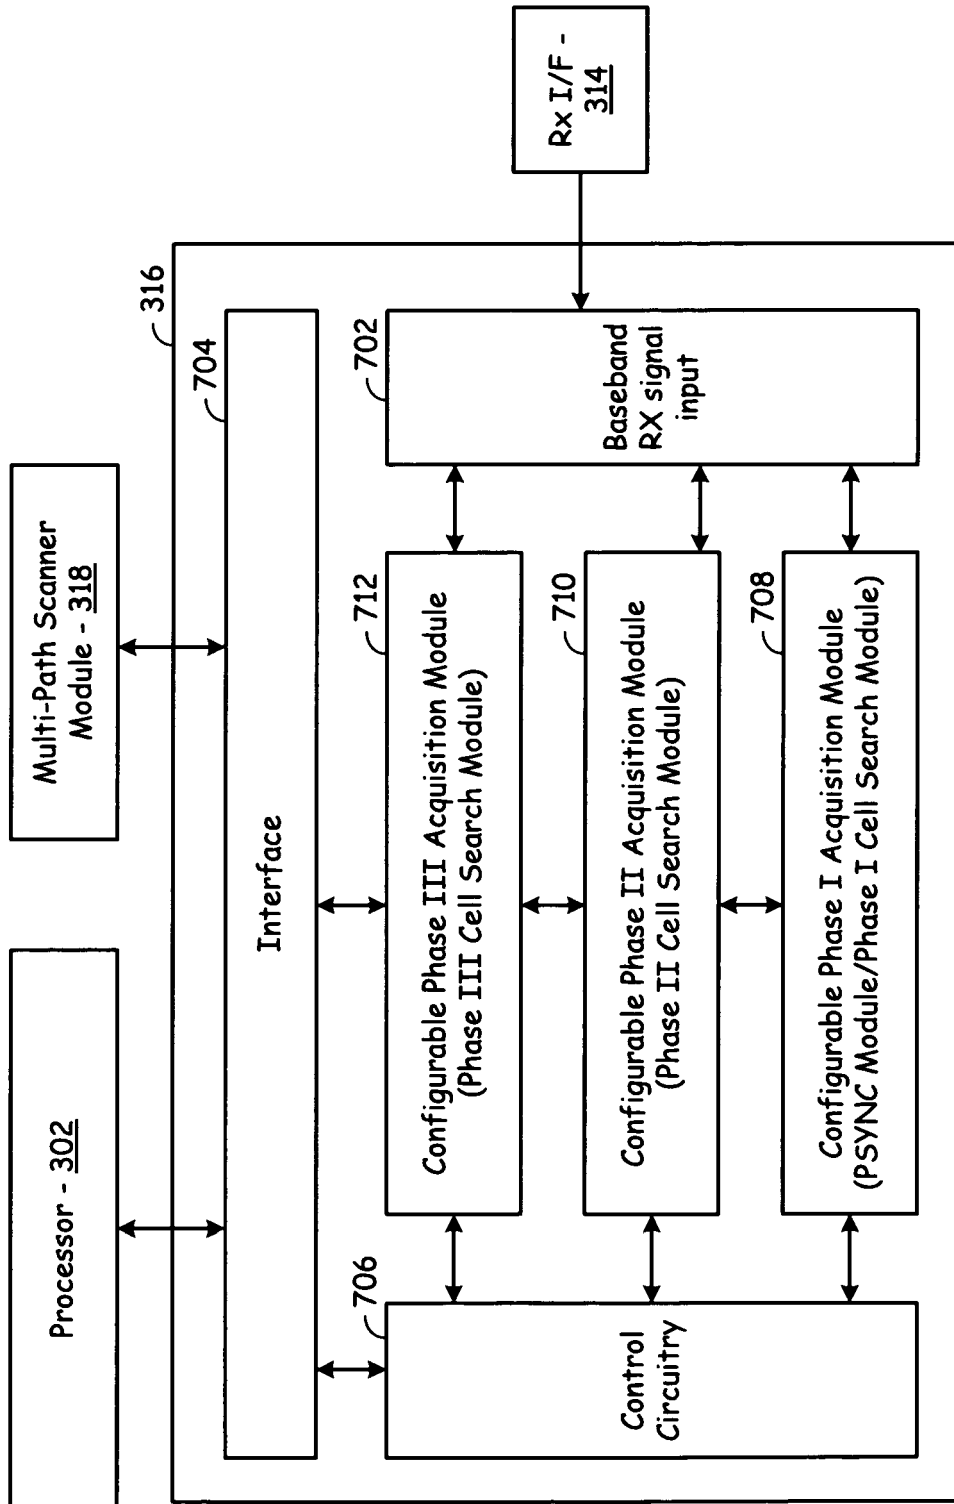 Processor - 302
Multi-Path Scanner
Module - 318
316
704
Interface
706
Control
Circuitry
712
Configurable Phase III Acquisition Module
(Phase III Cell Search Module)
710
Configurable Phase II Acquisition Module
(Phase II Cell Search Module)
708
Configurable Phase I Acquisition Module
(PSYNC Module/Phase I Cell Search Module)
702
Baseband
RX signal
input
Rx I/F -
314